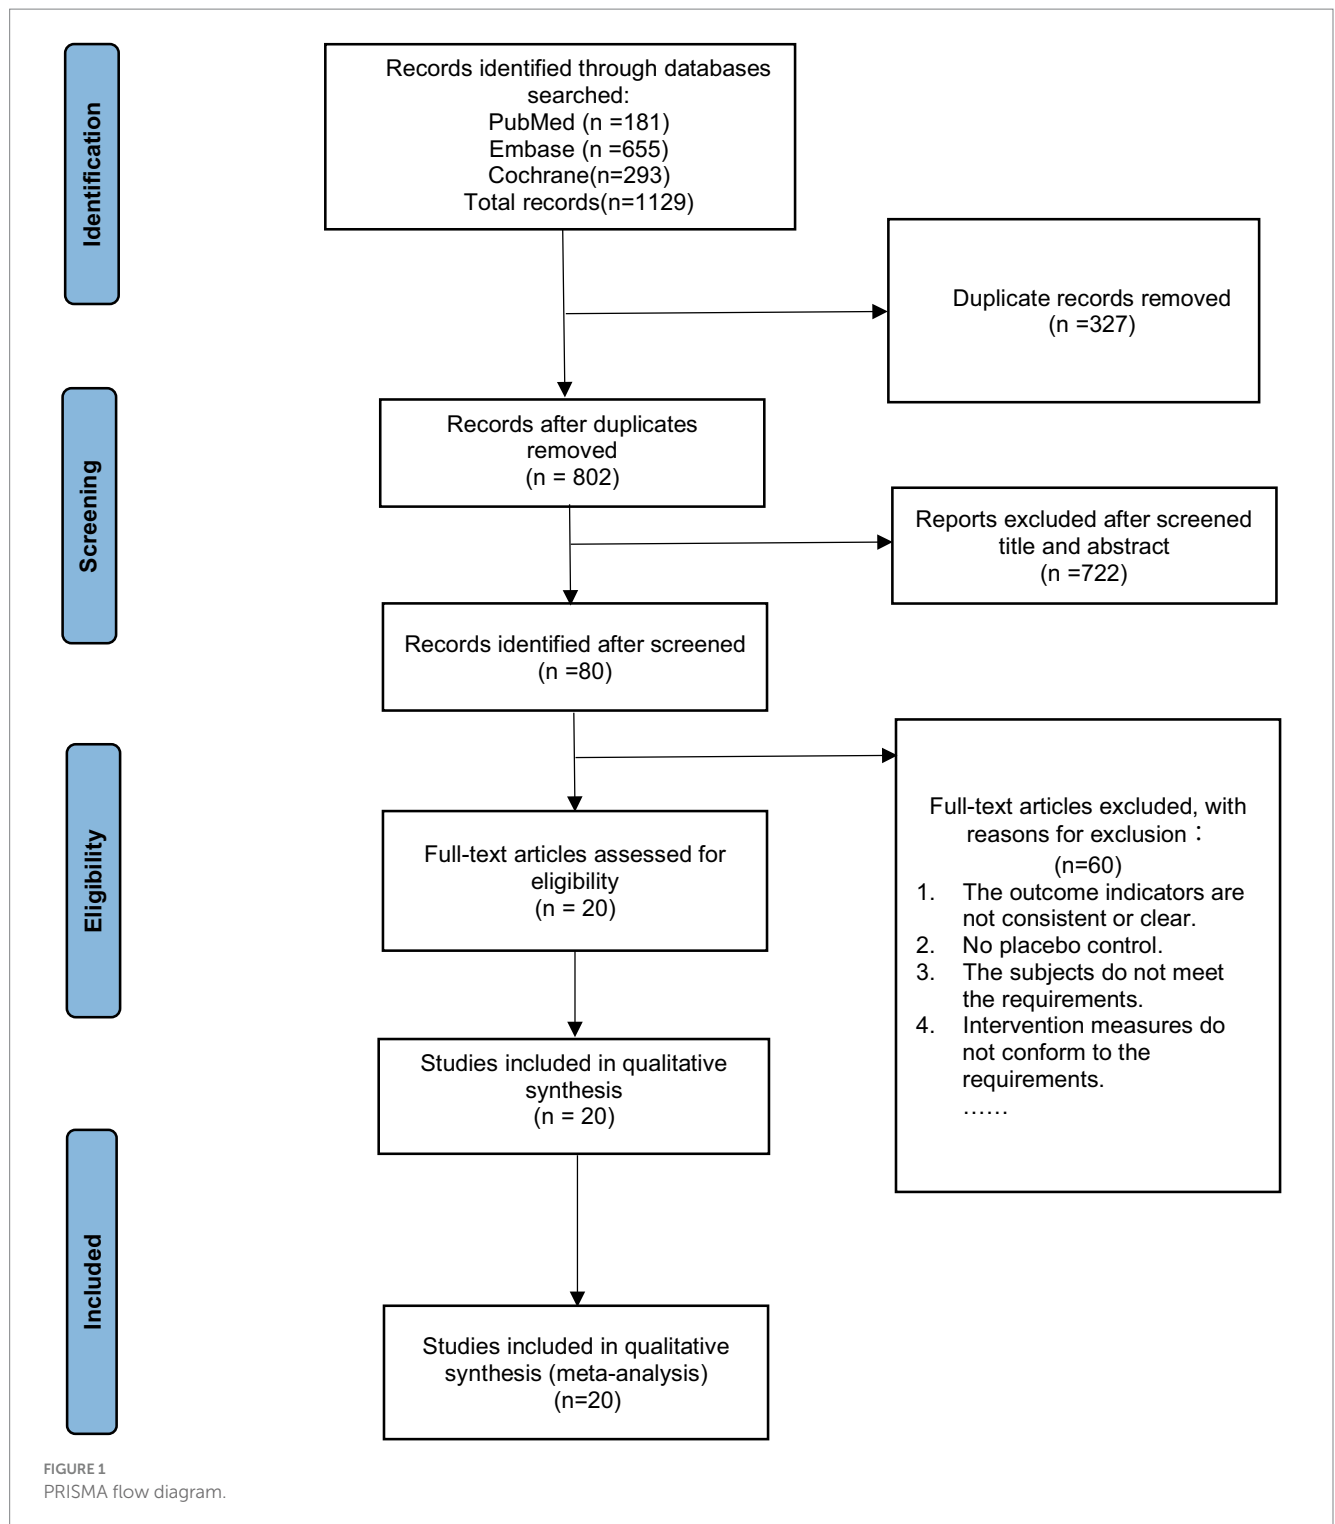 Identification
Records identified through databases
searched:
PubMed (n =181)
Embase (n =655)
Cochrane(n=293)
Total records(n=1129)
Duplicate records removed
(n =327)
Screening
Records after duplicates
removed
(n = 802)
Reports excluded after screened
title and abstract
(n =722)
Records identified after screened
(n =80)
Eligibility
Full-text articles assessed for
eligibility
(n = 20)
Full-text articles excluded, with
reasons for exclusion：
(n=60)
1. The outcome indicators are
not consistent or clear.
2. No placebo control.
3. The subjects do not meet
the requirements.
4. Intervention measures do
not conform to the
requirements.
……
Studies included in qualitative
synthesis
(n = 20)
Included
Studies included in qualitative
synthesis (meta-analysis)
(n=20)
FIGURE 1
PRISMA flow diagram.